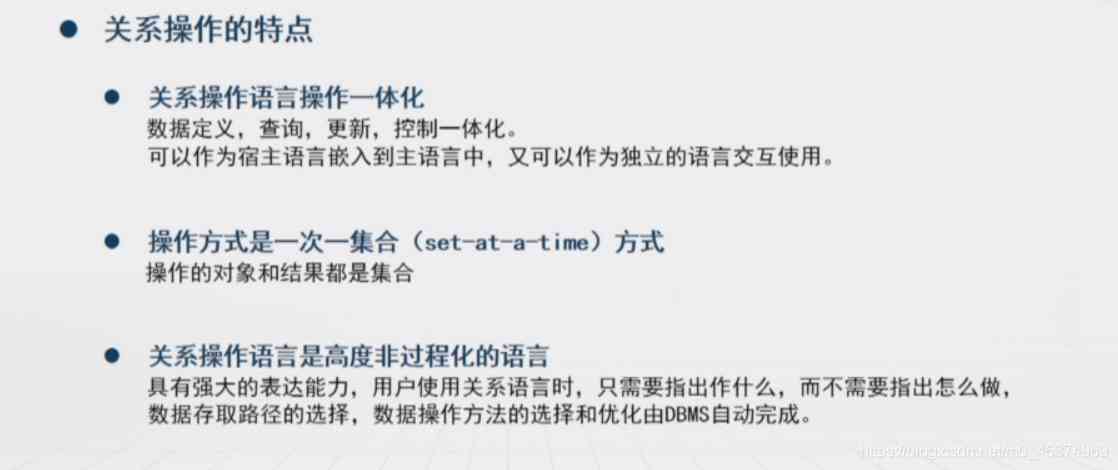 关系操作的特点
关系操作语言操作一体化
数据定义，查询，更新，控制一体化。
可以作为宿主语言嵌入到主语言中，又可以作为独立的语言交互使用。
操作方式是一次一集合（set-at-a-time）方式
操作的对象和结果都是集合
关系操作语言是高度非过程化的语言
具有强大的表达能力，用户使用关系语言时，只需要指出作什么，而不需要指出怎么做，
数据存取路径的选择，数据操作方法的选择和优化由DBMS自动完成。